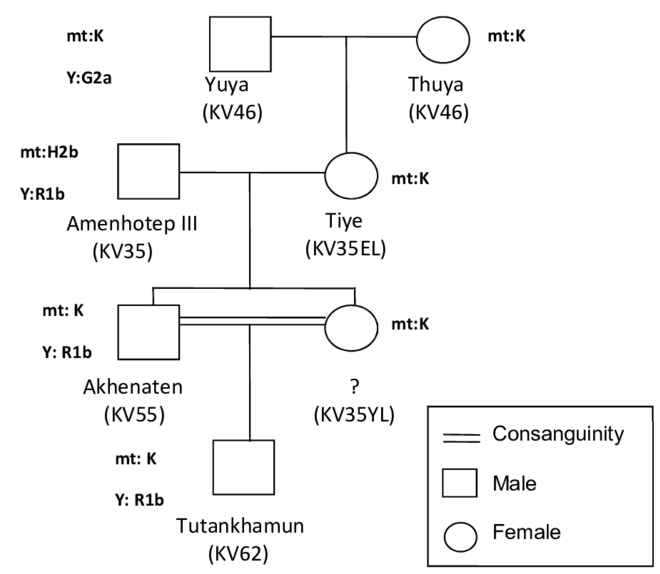 mt:K
mt:K
Y:G2a
Yuya
(KV46)
Thuya
(KV46)
mt:H2b
Y:R1b
mt:K
Amenhotep III
(KV35)
Tiye
(KV35EL)
mt: K
Y: R1b
mt:K
Akhenaten
(KV55)
?
(KV35YL)
mt: K
Y: R1b
Tutankhamun
(KV62)
Consanguinity
Male
Female